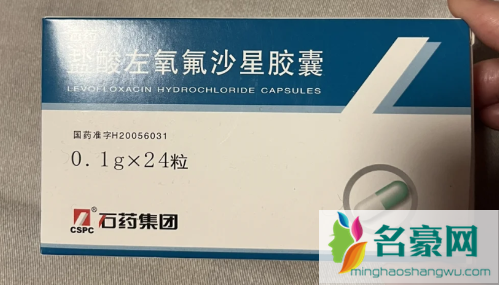 盐酸左氧氟沙星胶囊
LEVOFLOXACIN HYDROCHLORIDE CAPSULES
国药准字H20056031
0.1g×24粒
CSPC
石药集团
名豪网
minghaoshangwu.com